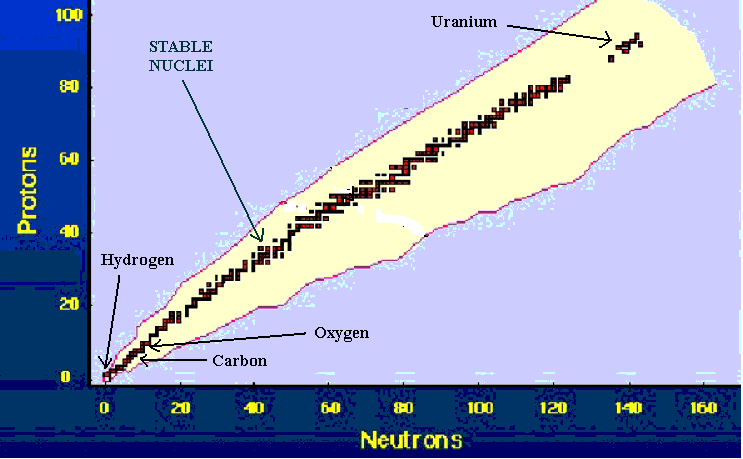 100
Uranium
STABLE
NUCLEI
80
60
Protons
40
Hydrogen
20
Oxygen
Carbon
0
0 20 40 60 80 100 120 140 160
Neutrons